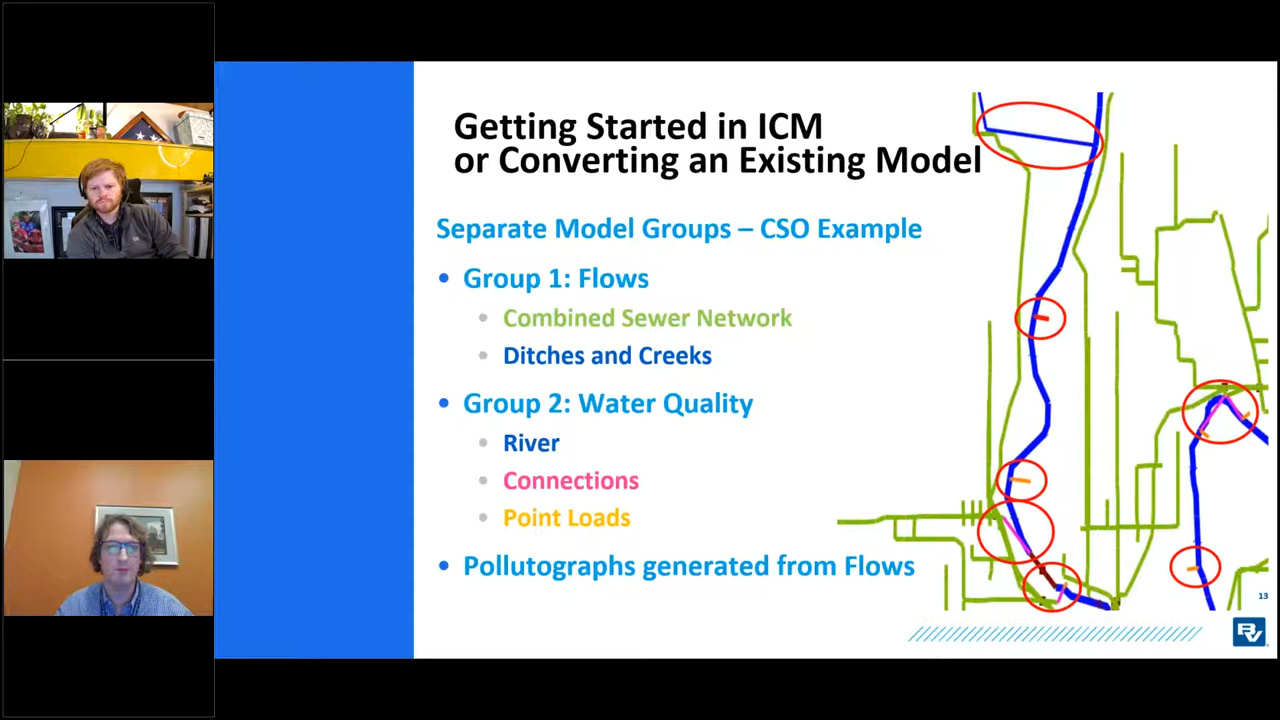 Getting Started in ICM
or Converting an Existing Model
Separate Model Groups – CSO Example
• Group 1: Flows
• Combined Sewer Network
• Ditches and Creeks
• Group 2: Water Quality
• River
• Connections
• Point Loads
• Pollutographs generated from Flows
13
BV